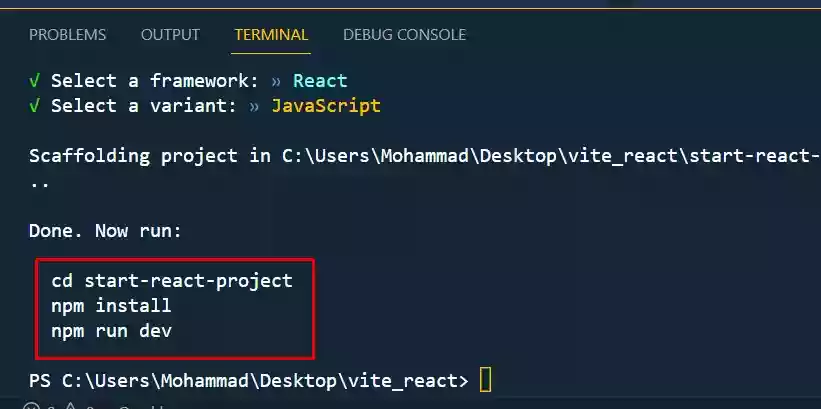 PROBLEMS OUTPUT TERMINAL DEBUG CONSOLE
√ Select a framework: » React
√ Select a variant: » JavaScript
Scaffolding project in C:\Users\Mohammad\Desktop\vite_react\start-react-
..
Done. Now run:
cd start-react-project
npm install
npm run dev
PS C:\Users\Mohammad\Desktop\vite_react>